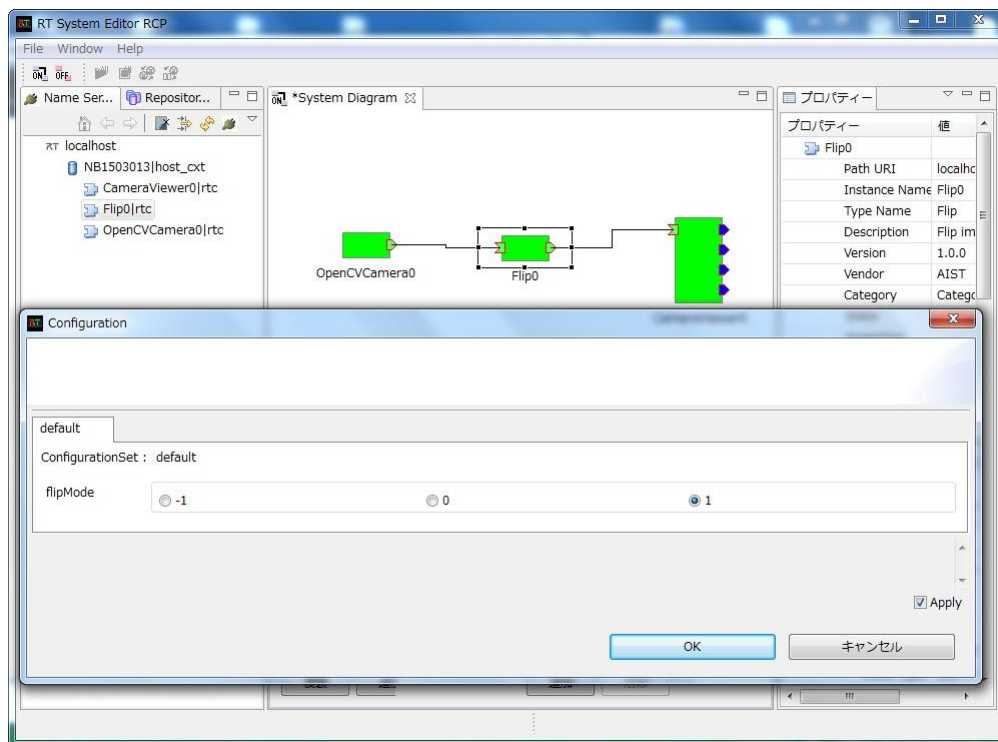 RT System Editor RCP
File Window Help
ON OFF
Name Ser... Repositor...
*System Diagram
プロパティー
RT localhost
NB1503013|host_cxt
CameraViewer0|rtc
Flip0|rtc
OpenCVCamera0|rtc
OpenCVCamera0
Flip0
プロパティー 値
Flip0
Path URI localhc
Instance Name Flip0
Type Name Flip
Description Flip im
Version 1.0.0
Vendor AIST
Category Categc
Configuration
default
ConfigurationSet : default
flipMode -1 0 1
Apply
OK キャンセル